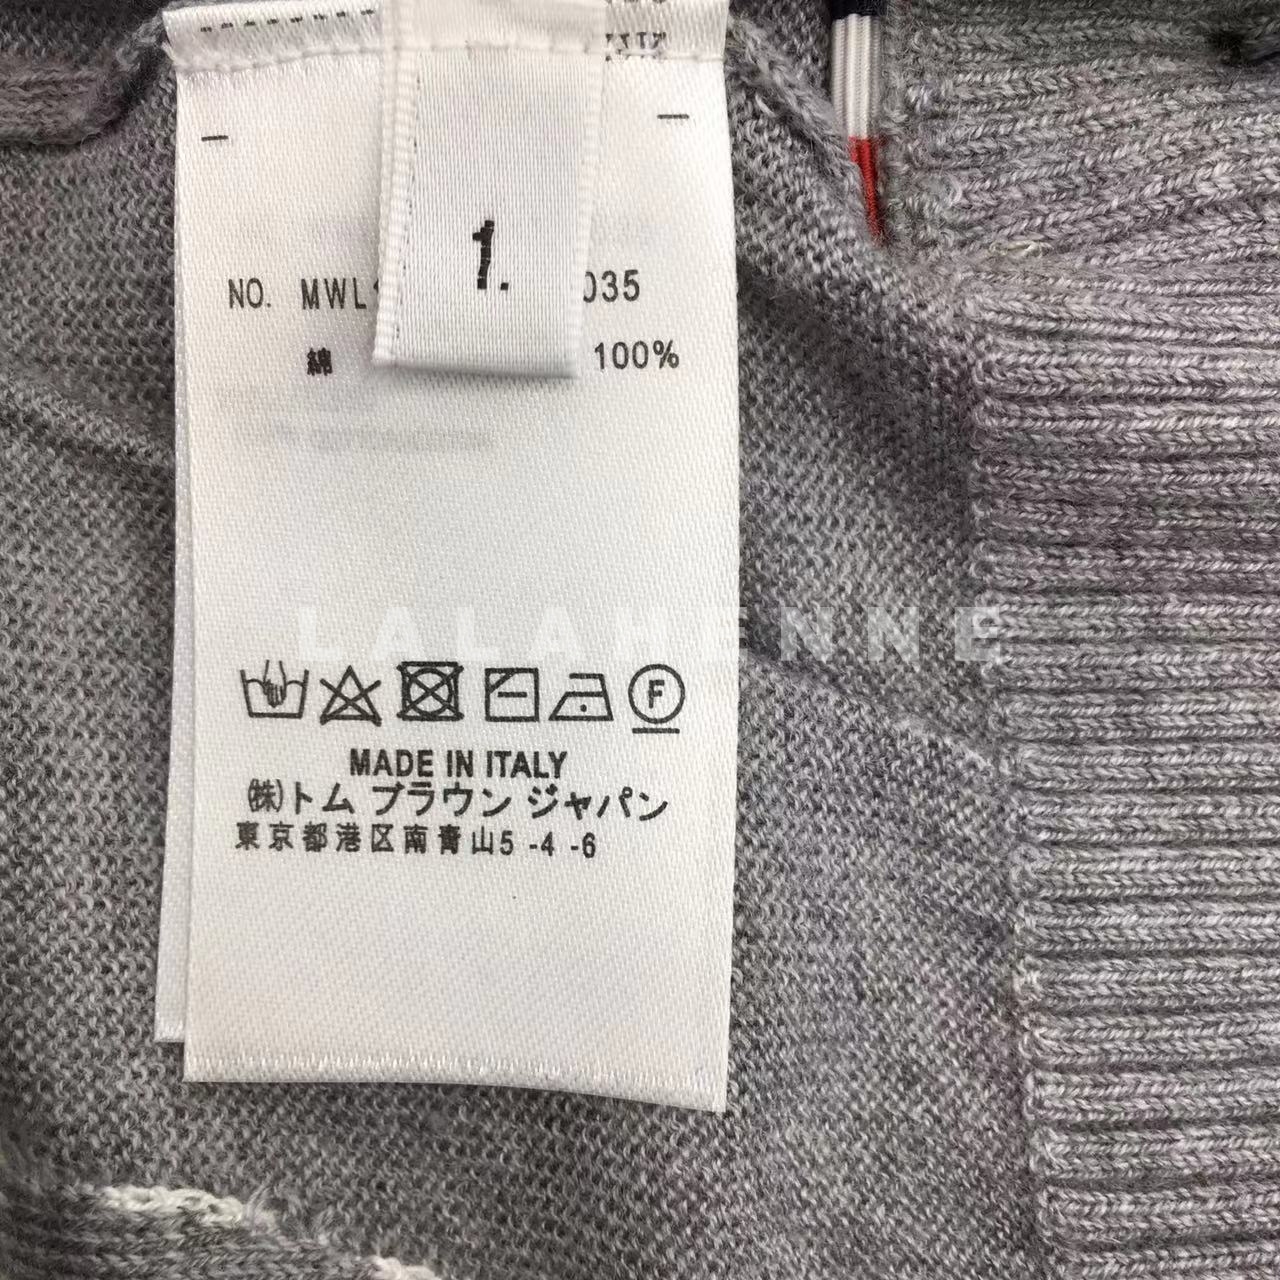 1.
NO. MWL 035
綿 100%
LALAHENNE
F
MADE IN ITALY
㈱トム ブラウン ジャパン
東京都港区南青山5 -4 -6